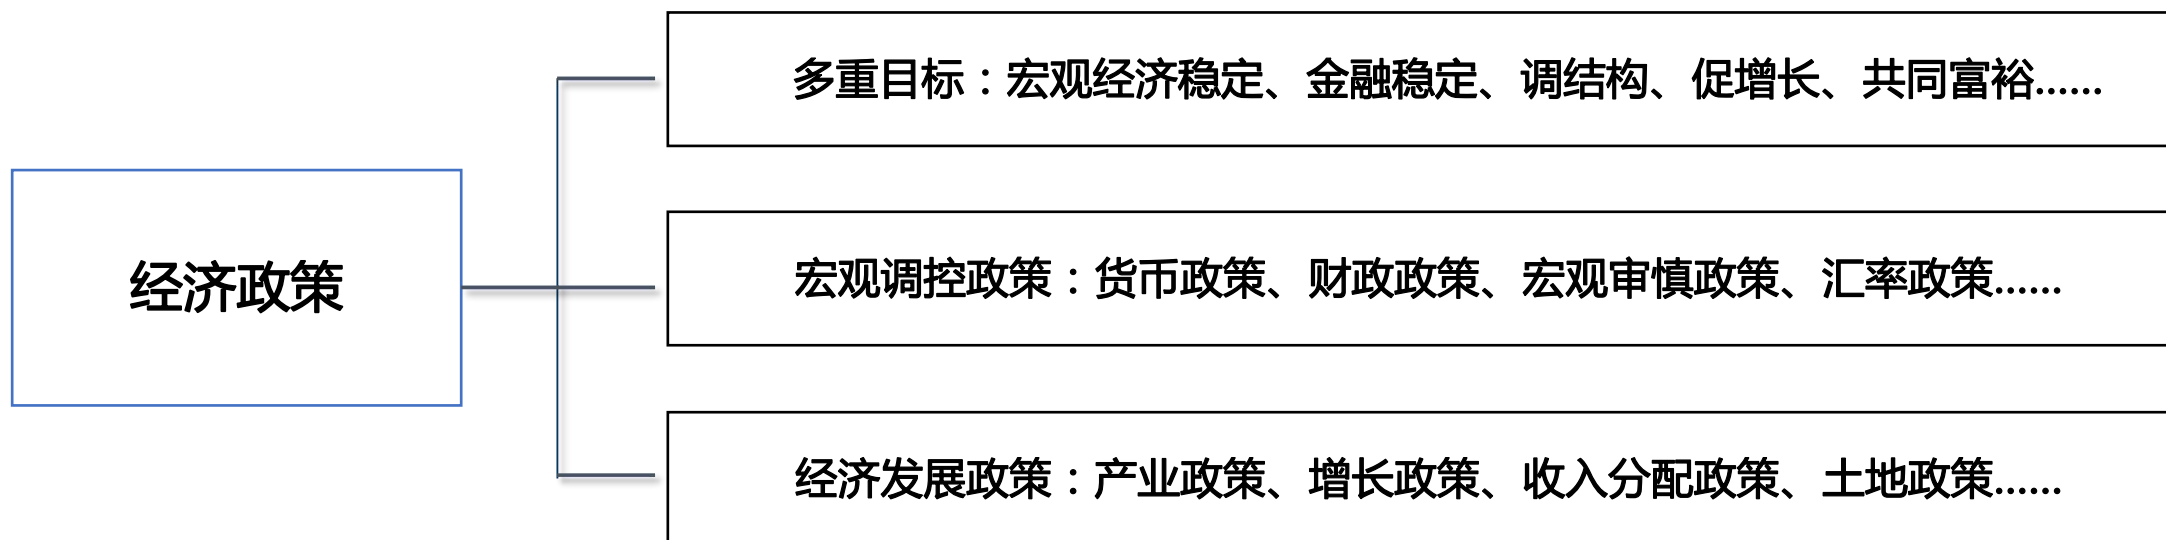 多重目标：宏观经济稳定、金融稳定、调结构、促增长、共同富裕......
经济政策
宏观调控政策：货币政策、财政政策、宏观审慎政策、汇率政策......
经济发展政策：产业政策、增长政策、收入分配政策、土地政策......